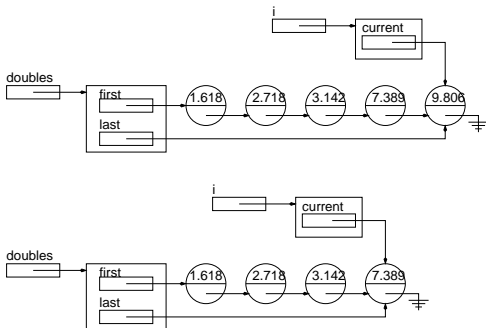 i
current
doubles
first
1.618 2.718 3.142 7.389 9.806
last
i
current
doubles
first
1.618 2.718 3.142 7.389
last